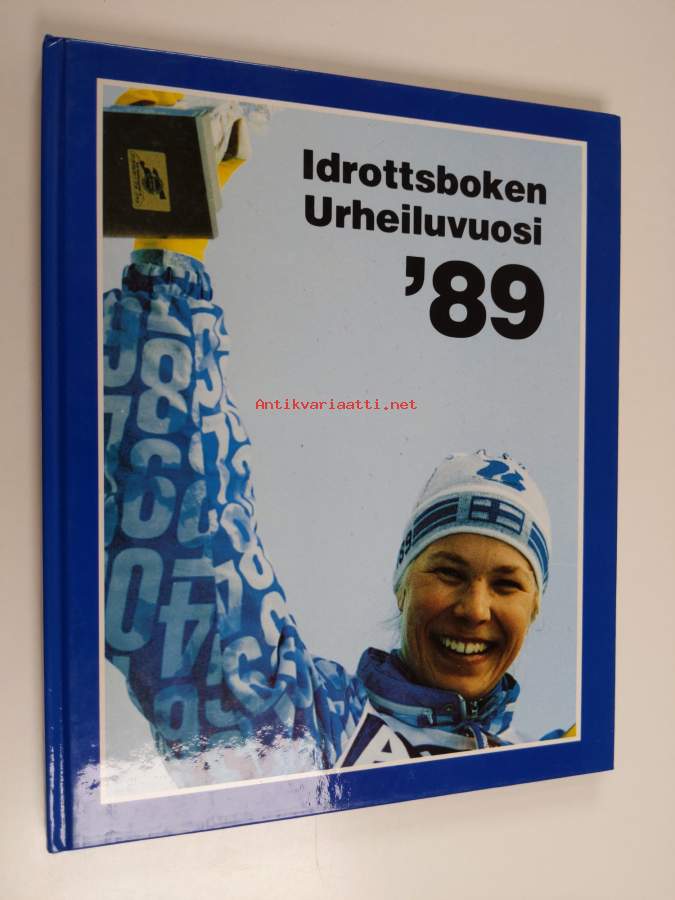 Idrottsboken
Urheiluvuosi
’89
Antikvariaatti.net